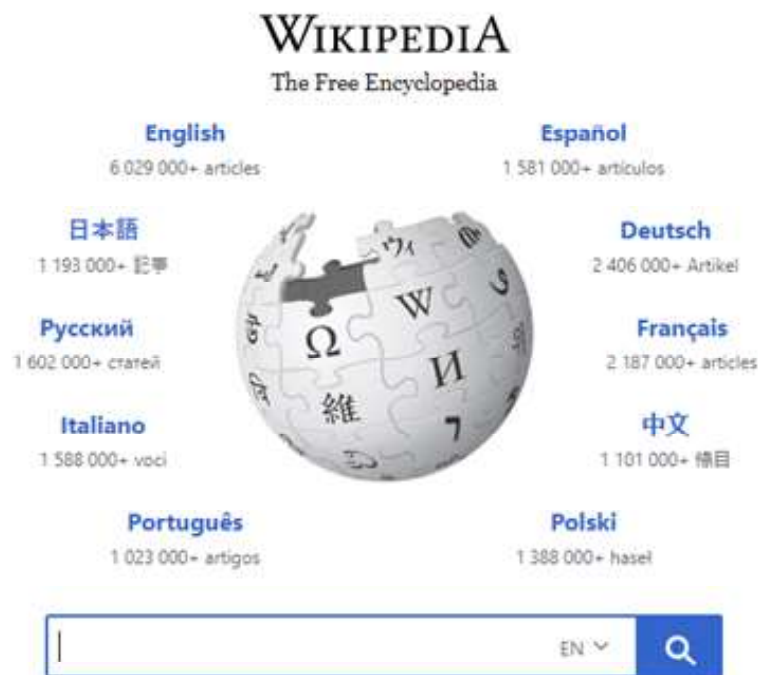 WIKIPEDIA
The Free Encyclopedia
English
6 029 000+ articles
Español
1 581 000+ artículos
日本語
1 193 000+ 記事
Deutsch
2 406 000+ Artikel
Русский
1 602 000+ статей
Français
2 187 000+ articles
Italiano
1 588 000+ voci
中文
1 101 000+ 條目
Português
1 023 000+ artigos
Polski
1 388 000+ haseł
ウィ
W
Ω
И
維
EN